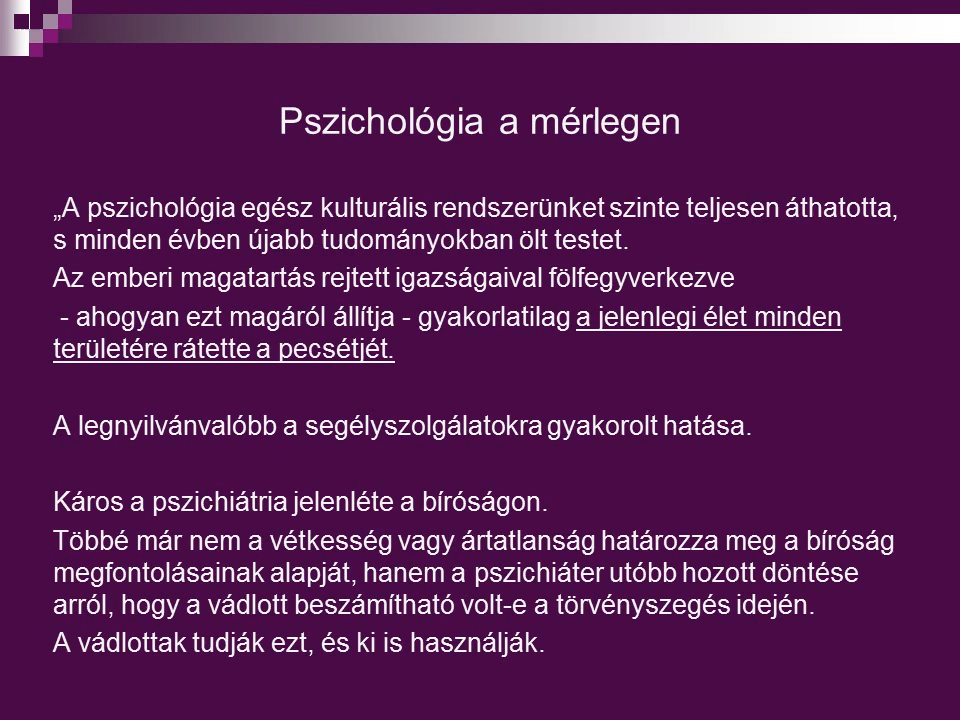 Pszichológia a mérlegen
„A pszichológia egész kulturális rendszerünket szinte teljesen áthatotta,
s minden évben újabb tudományokban ölt testet.
Az emberi magatartás rejtett igazságaival fölfegyverkezve
- ahogyan ezt magáról állítja - gyakorlatilag a jelenlegi élet minden
területére rátette a pecsétjét.
A legnyilvánvalóbb a segélyszolgálatokra gyakorolt hatása.
Káros a pszichiátria jelenléte a bíróságon.
Többé már nem a vétkesség vagy ártatlanság határozza meg a bíróság
megfontolásainak alapját, hanem a pszichiáter utóbb hozott döntése
arról, hogy a vádlott beszámítható volt-e a törvényszegés idején.
A vádlottak tudják ezt, és ki is használják.